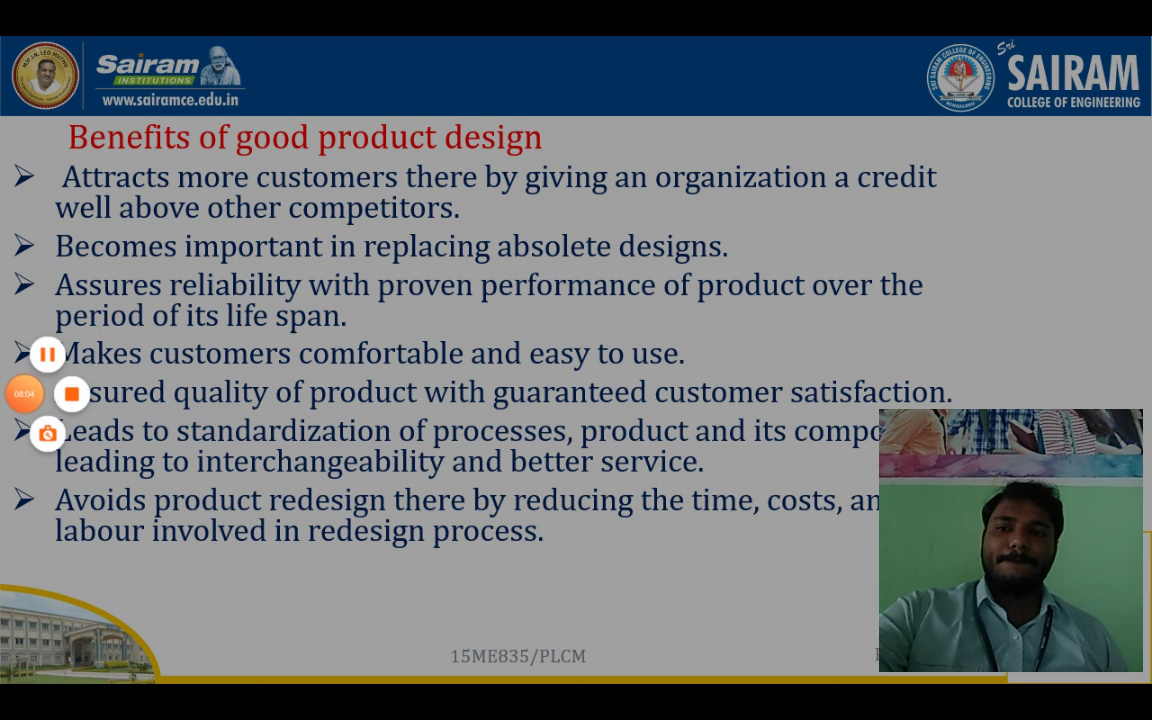 Sairam
INSTITUTIONS
www.sairamce.edu.in
Sri
SAIRAM
COLLEGE OF ENGINEERING
Benefits of good product design
➢ Attracts more customers there by giving an organization a credit
well above other competitors.
➢ Becomes important in replacing absolete designs.
➢ Assures reliability with proven performance of product over the
period of its life span.
➢ Makes customers comfortable and easy to use.
sured quality of product with guaranteed customer satisfaction.
➢ Leads to standardization of processes, product and its compo
leading to interchangeability and better service.
➢ Avoids product redesign there by reducing the time, costs, an
labour involved in redesign process.
08:04
15ME835/PLCM